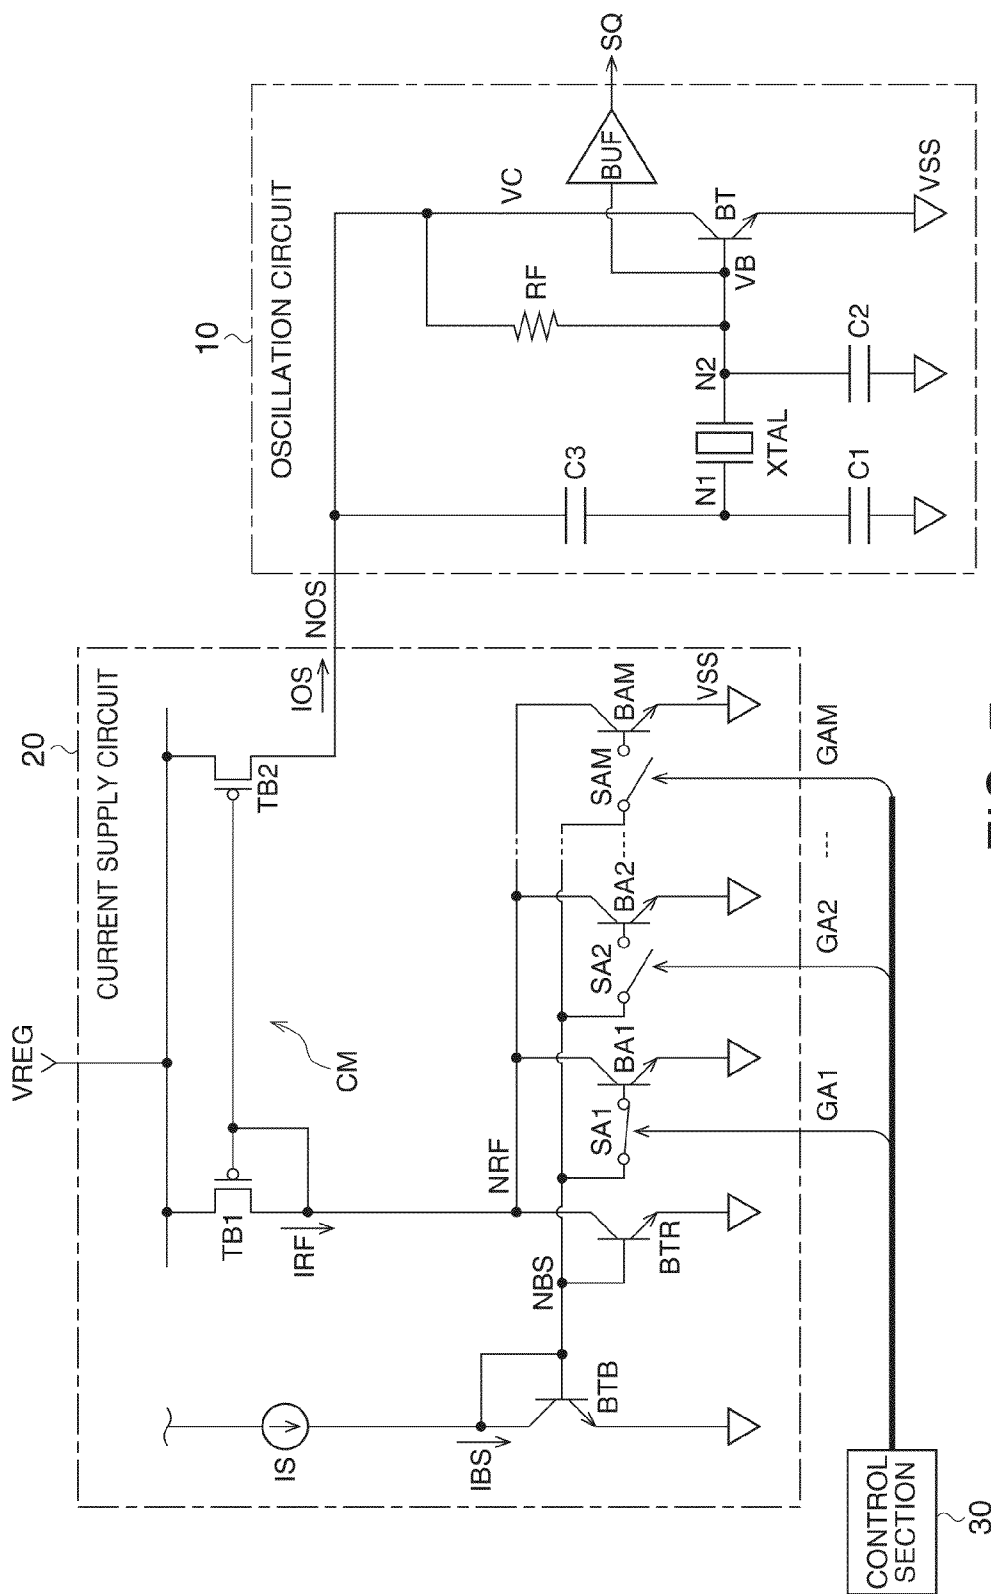 VREG
20
CURRENT SUPPLY CIRCUIT
TB1
TB2
CM
IRF
IOS
NOS
IS
IBS
BTB
NBS
NRF
BTR
SA1
BA1
SA2
BA2
SAM
BAM
VSS
GA1
GA2
GAM
CONTROL
SECTION
30
10
OSCILLATION CIRCUIT
C3
RF
VC
BUF
SQ
N1
XTAL
N2
VB
BT
C1
C2
VSS